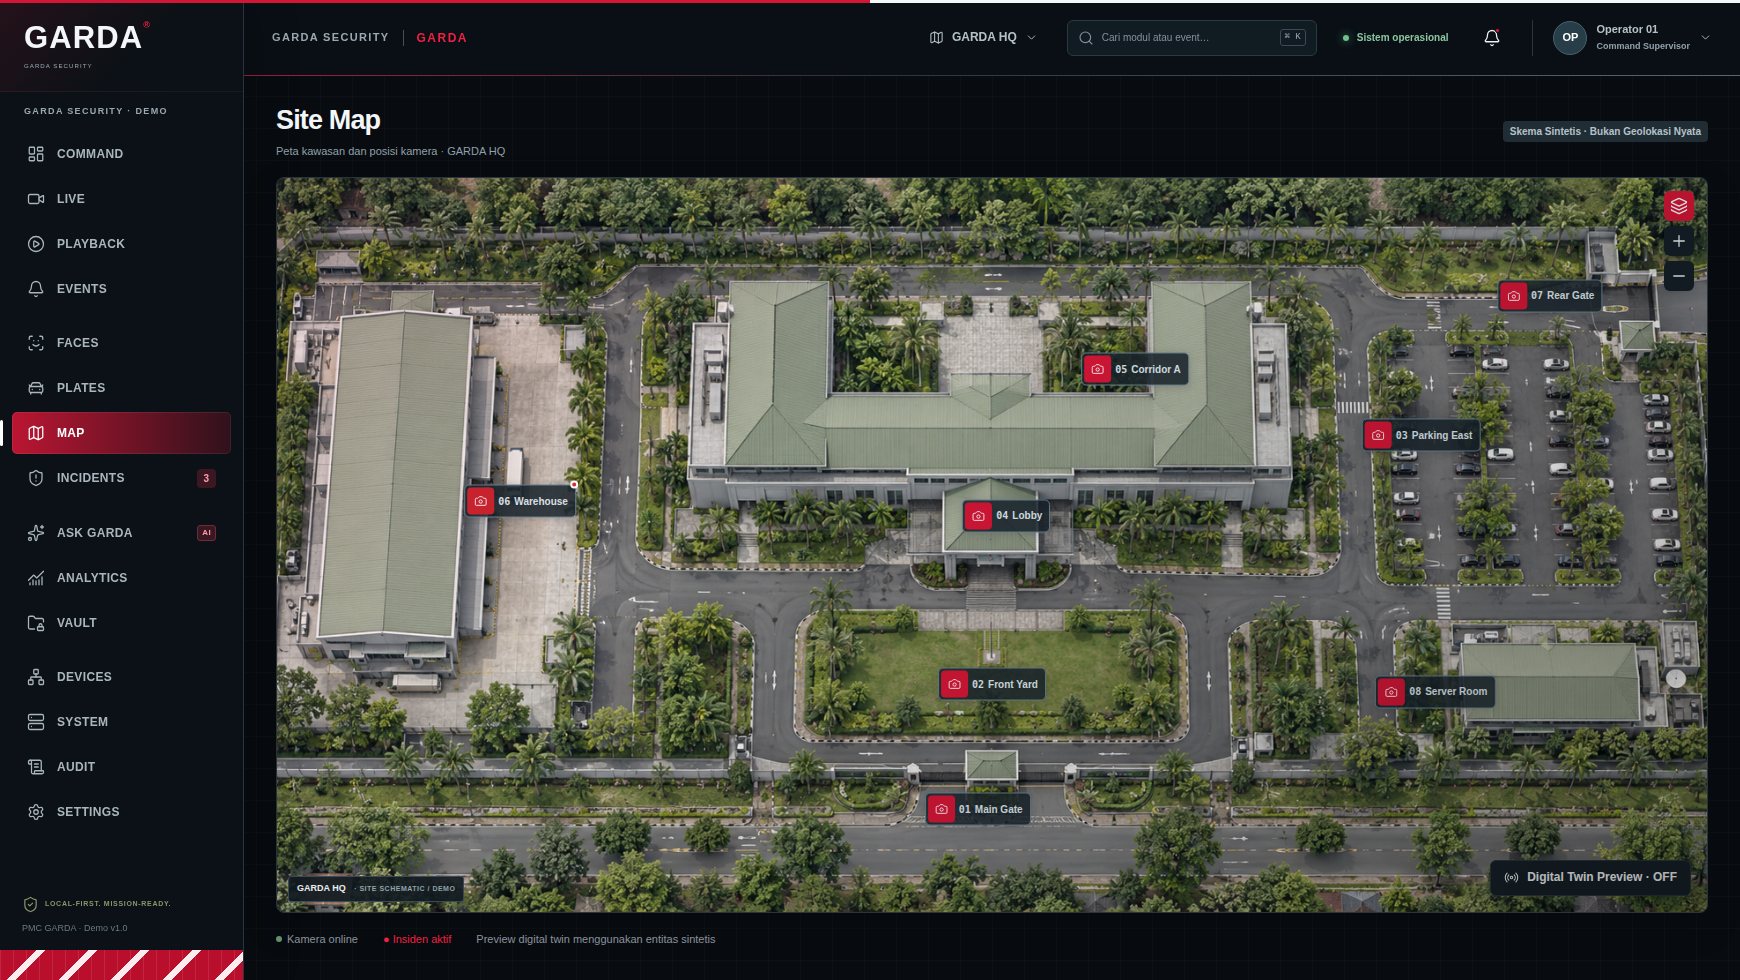 GARDA®
GARDA SECURITY
GARDA SECURITY · DEMO
COMMAND
LIVE
PLAYBACK
EVENTS
FACES
PLATES
MAP
INCIDENTS 3
ASK GARDA AI
ANALYTICS
VAULT
DEVICES
SYSTEM
AUDIT
SETTINGS
LOCAL-FIRST. MISSION-READY.
PMC GARDA · Demo v1.0
GARDA SECURITY | GARDA
GARDA HQ
Cari modul atau event… ⌘ K
Sistem operasional
OP
Operator 01
Command Supervisor
Site Map
Peta kawasan dan posisi kamera · GARDA HQ
Skema Sintetis · Bukan Geolokasi Nyata
07 Rear Gate
05 Corridor A
03 Parking East
06 Warehouse
04 Lobby
02 Front Yard
08 Server Room
01 Main Gate
GARDA HQ · SITE SCHEMATIC / DEMO
Digital Twin Preview · OFF
Kamera online
Insiden aktif
Preview digital twin menggunakan entitas sintetis